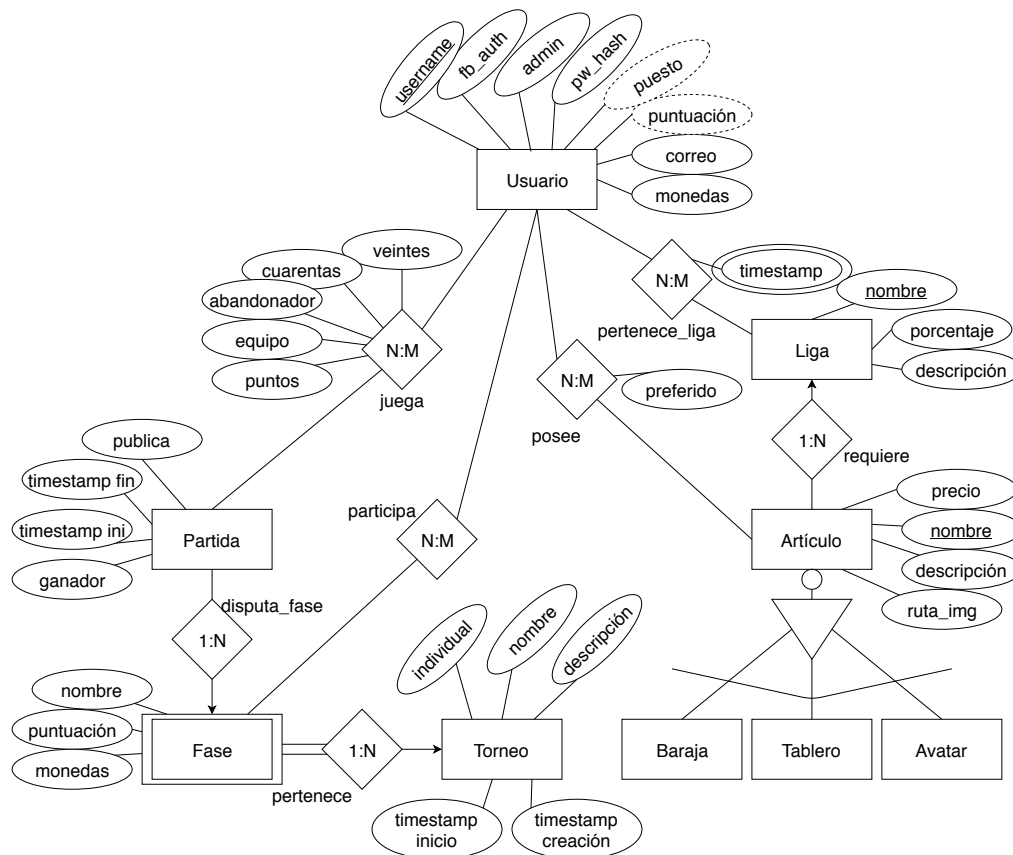 username
fb_auth
admin
pw_hash
puesto
puntuación
correo
monedas
Usuario
veintes
cuarentas
abandonador
equipo
puntos
N:M
juega
N:M
timestamp
pertenece_liga
nombre
porcentaje
descripción
Liga
N:M
preferido
posee
1:N
requiere
publica
timestamp fin
timestamp ini
ganador
Partida
participa
N:M
precio
nombre
descripción
ruta_img
Artículo
disputa_fase
1:N
individual
nombre
descripción
nombre
puntuación
monedas
Fase
1:N
pertenece
Torneo
timestamp
inicio
timestamp
creación
Baraja
Tablero
Avatar